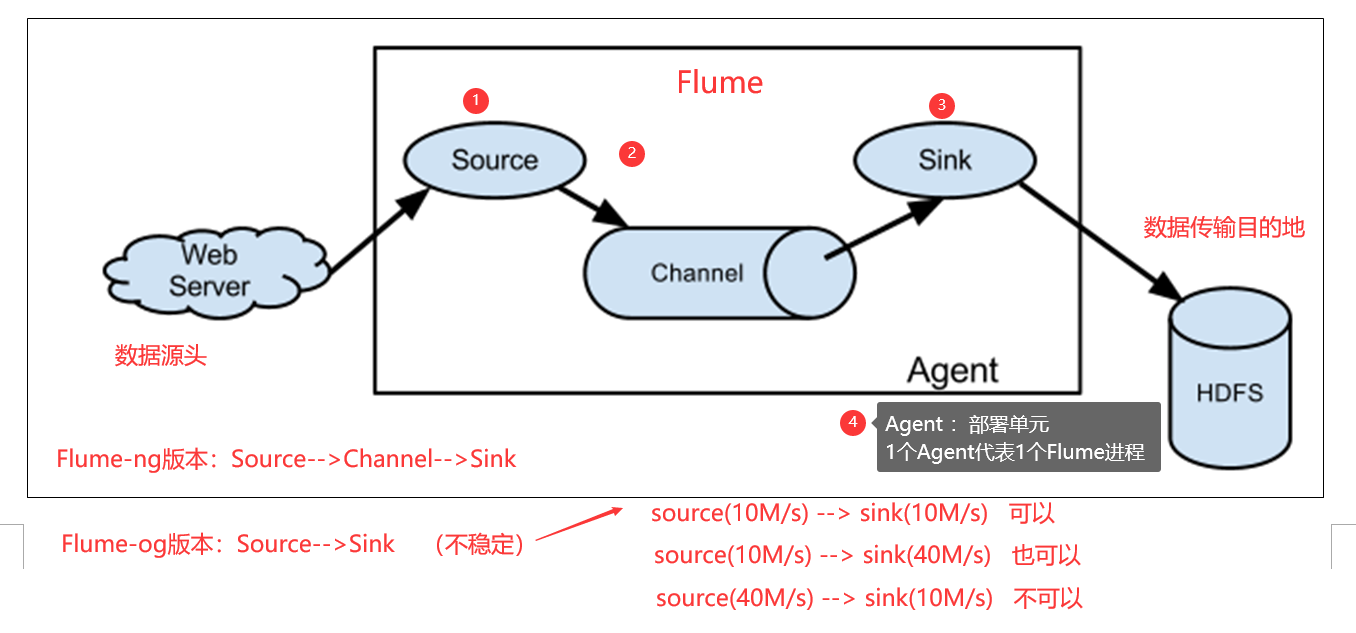 Flume
1
3
Source
2
Sink
数据传输目的地
Web
Server
Channel
数据源头
Agent
HDFS
4
Agent ：部署单元
1个Agent代表1个Flume进程
Flume-ng版本：Source-->Channel-->Sink
source(10M/s) --> sink(10M/s) 可以
Flume-og版本：Source-->Sink （不稳定）
source(10M/s) --> sink(40M/s) 也可以
source(40M/s) --> sink(10M/s) 不可以